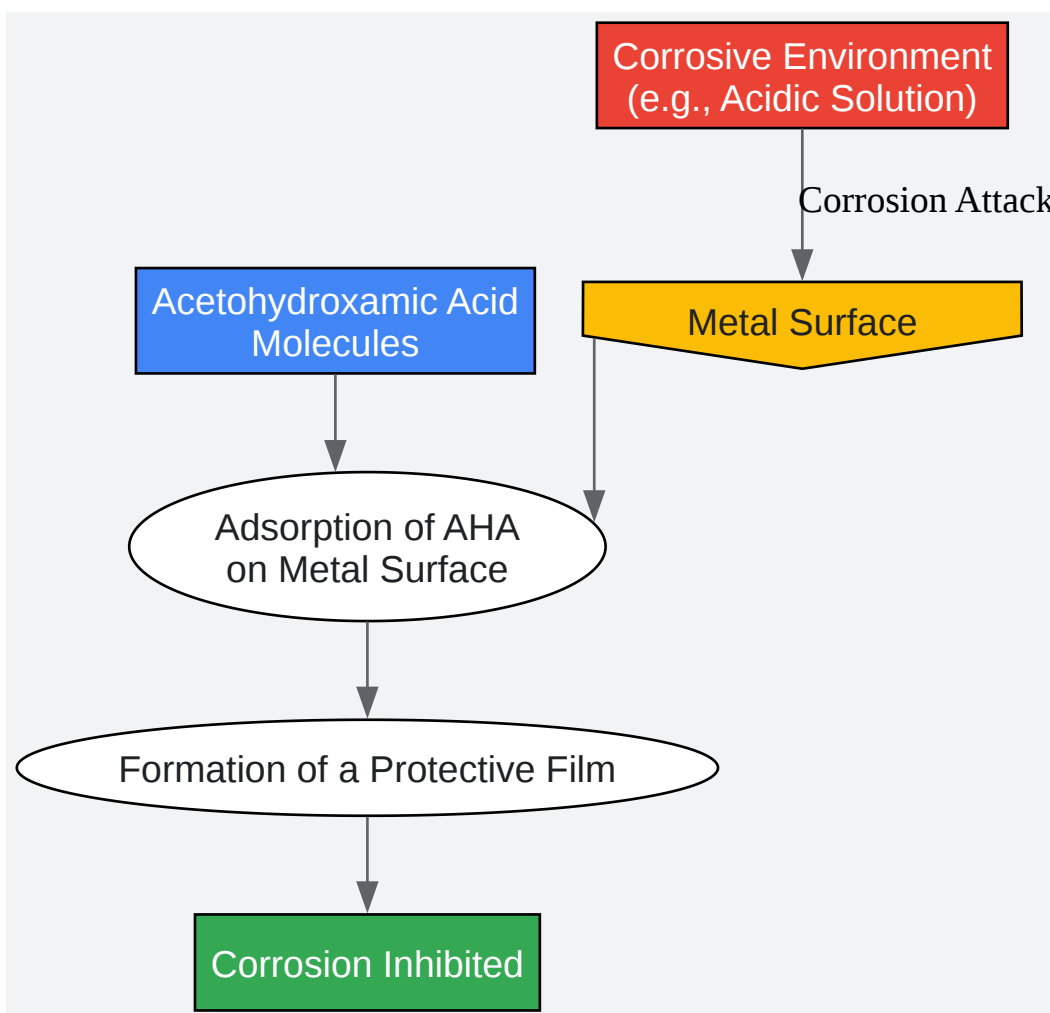 Corrosive Environment
(e.g., Acidic Solution)
Corrosion Attack
Acetohydroxamic Acid
Molecules
Metal Surface
Adsorption of AHA
on Metal Surface
Formation of a Protective Film
Corrosion Inhibited